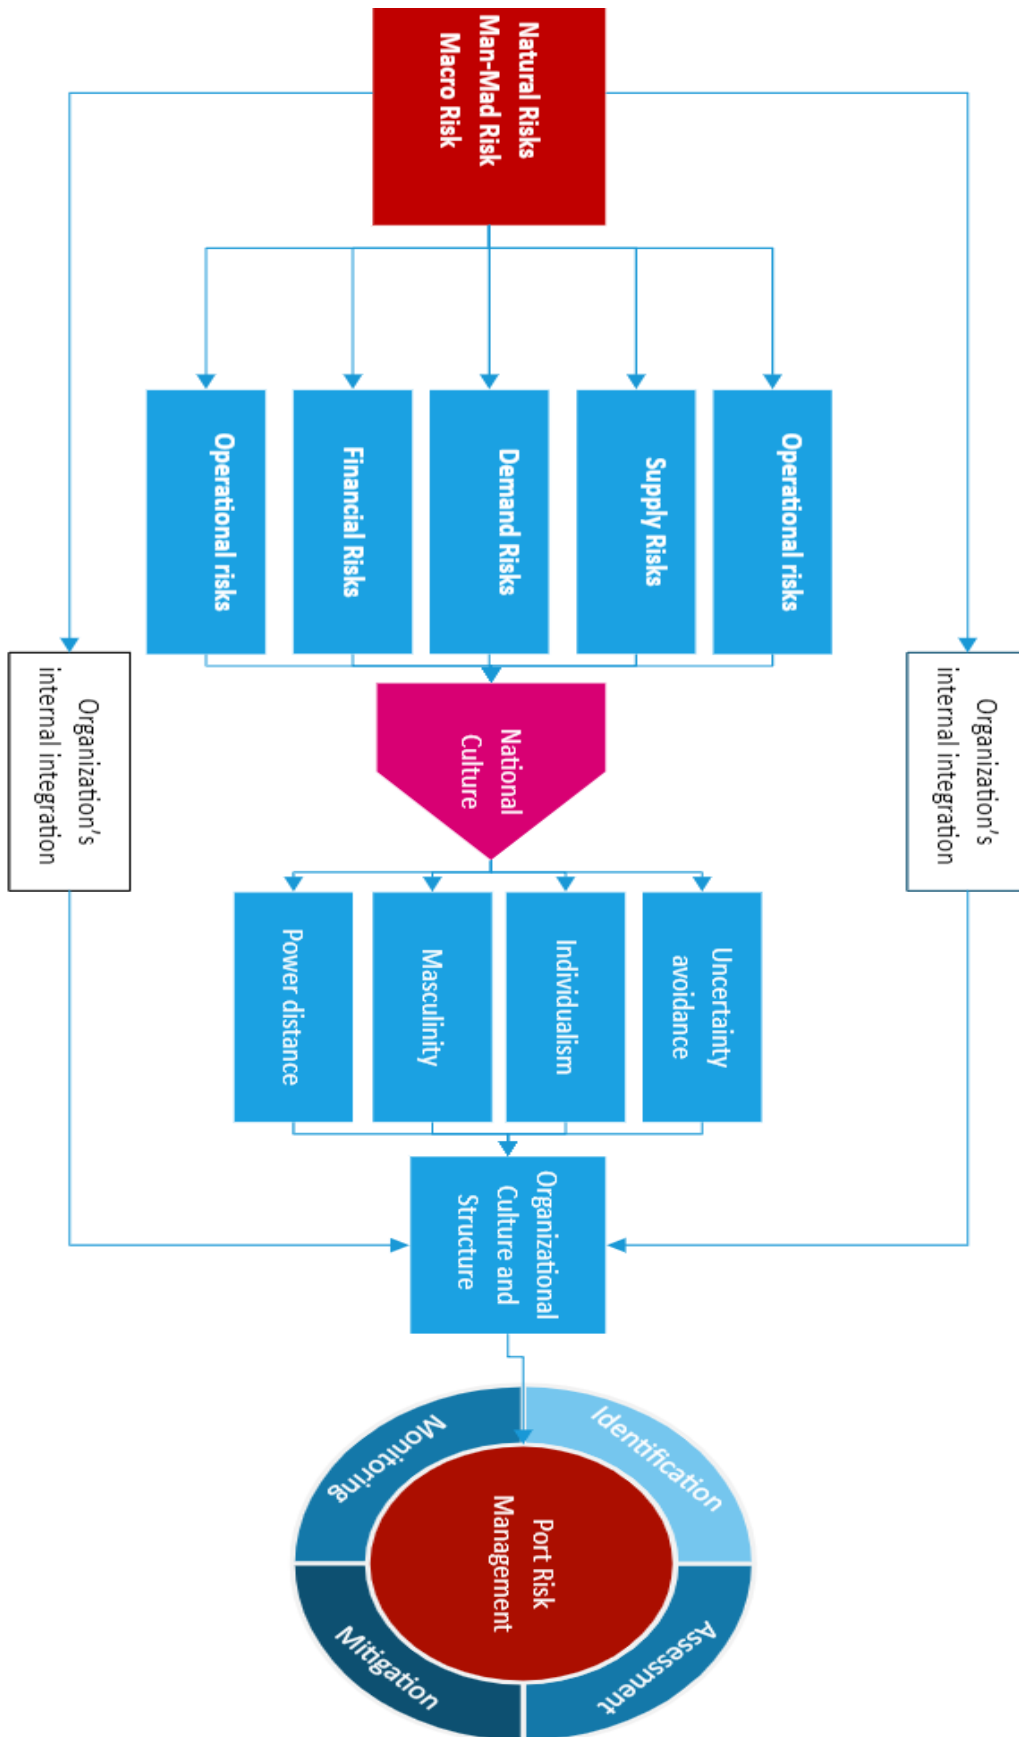 Natural Risks
Man-Mad Risk
Macro Risk
Organization's
internal integration
Operational risks
Supply Risks
Demand Risks
Financial Risks
Operational risks
Organization's
internal integration
National
Culture
Uncertainty
avoidance
Individualism
Masculinity
Power distance
Organizational
Culture and
Structure
Identification
Assessment
Port Risk
Management
Monitoring
Mitigation